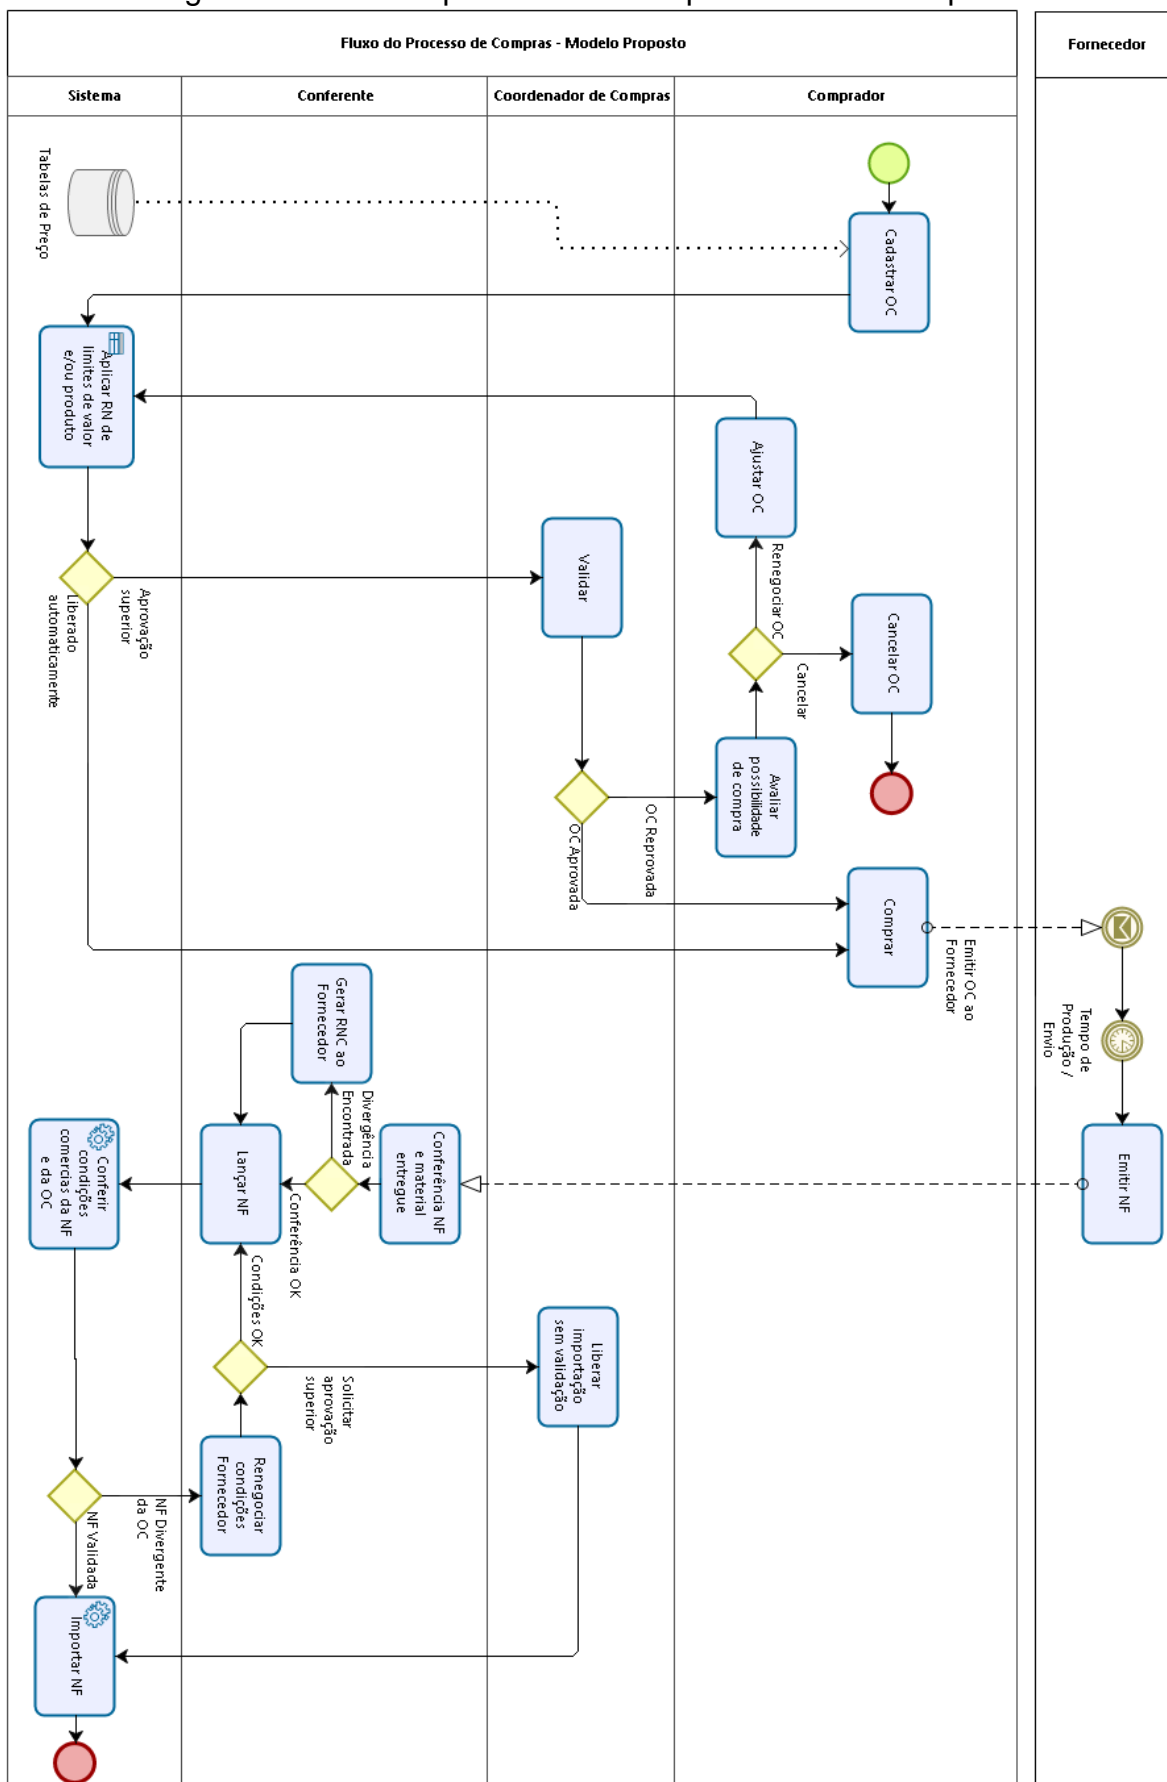 Fluxo do Processo de Compras - Modelo Proposto
Fornecedor
Sistema
Conferente
Coordenador de Compras
Comprador
Tabelas de Preço
Cadastrar OC
Aplicar RN de
limites de valor
e/ou produto
Ajustar OC
Renegociar OC
Validar
Cancelar OC
Cancelar
Aprovação
superior
Liberado
automaticamente
Avaliar
possibilidade
de compra
OC Reprovada
OC Aprovada
Comprar
Emitir OC ao
Fornecedor
Tempo de
Produção /
Envio
Gerar RNC ao
Fornecedor
Divergência
Encontrada
Conferência NF
e material
entregue
Emitir NF
Lançar NF
Conferência OK
Conferir
condições
comercias da NF
e da OC
Condições OK
Liberar
importação
sem validação
Solicitar
aprovação
superior
Renegociar
condições
Fornecedor
NF Divergente
da OC
NF Validada
Importar NF